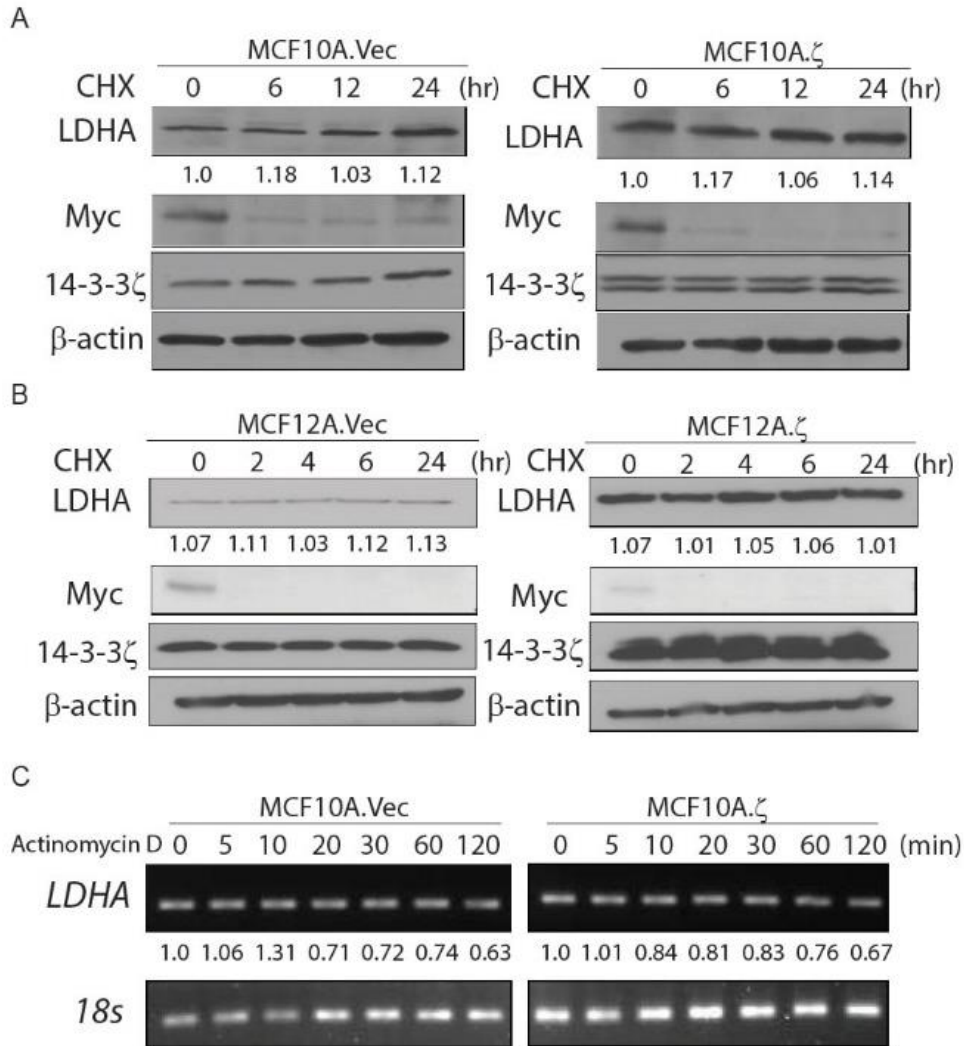 A
MCF10A.Vec
MCF10A.ζ
CHX 0 6 12 24 (hr)
CHX 0 6 12 24 (hr)
LDHA
LDHA
1.0 1.18 1.03 1.12
1.0 1.17 1.06 1.14
Myc
Myc
14-3-3ζ
14-3-3ζ
β-actin
β-actin
B
MCF12A.Vec
MCF12A.ζ
CHX 0 2 4 6 24 (hr)
CHX 0 2 4 6 24 (hr)
LDHA
LDHA
1.07 1.11 1.03 1.12 1.13
1.07 1.01 1.05 1.06 1.01
Myc
Myc
14-3-3ζ
14-3-3ζ
β-actin
β-actin
C
MCF10A.Vec
MCF10A.ζ
Actinomycin D 0 5 10 20 30 60 120
0 5 10 20 30 60 120 (min)
LDHA
1.0 1.06 1.31 0.71 0.72 0.74 0.63
1.0 1.01 0.84 0.81 0.83 0.76 0.67
18s